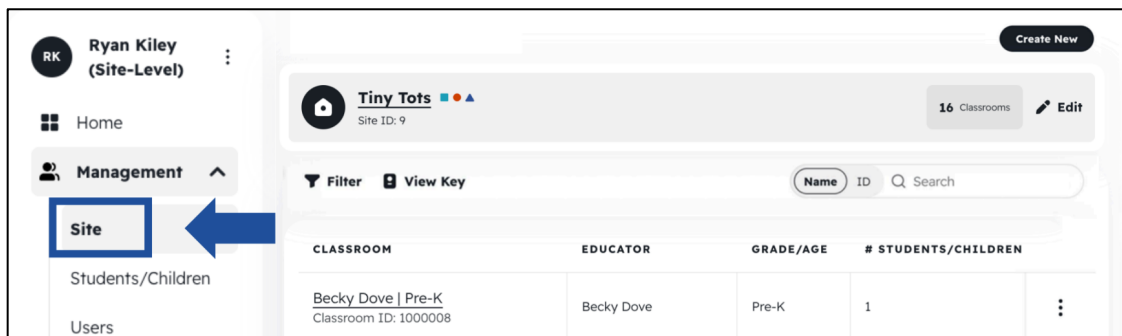 RK
Ryan Kiley
(Site-Level)
Home
Management
Site
Students/Children
Users
Create New
Tiny Tots
Site ID: 9
16 Classrooms
Edit
Filter
View Key
Name
ID
Search
CLASSROOM EDUCATOR GRADE/AGE # STUDENTS/CHILDREN
Becky Dove | Pre-K
Classroom ID: 1000008
Becky Dove
Pre-K
1